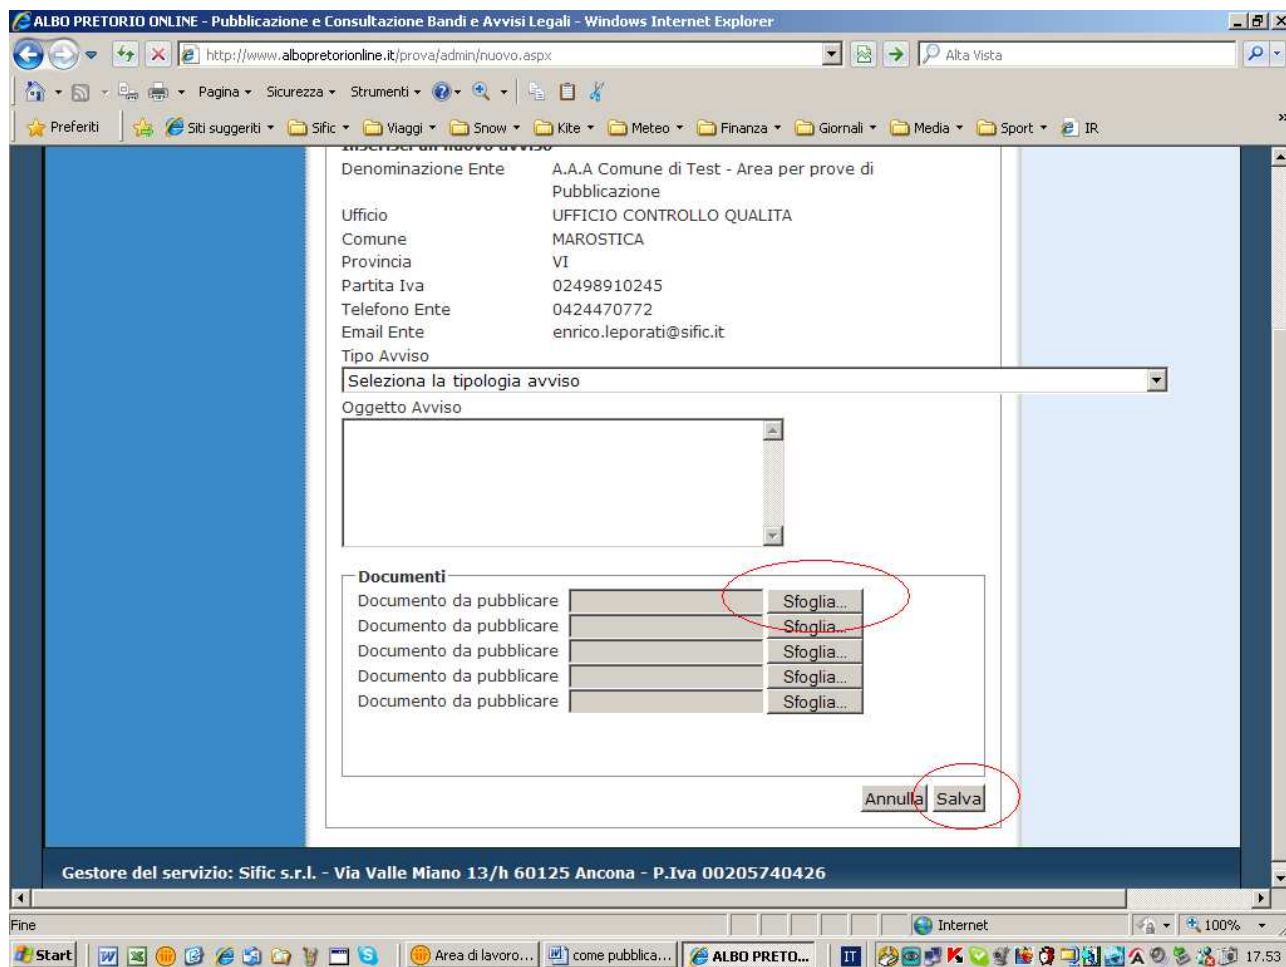 ALBO PRETORIO ONLINE - Pubblicazione e Consultazione Bandi e Avvisi Legali - Windows Internet Explorer
http://www.albopretorionline.it/prova/admin/nuovo.aspx
Alta Vista
Pagina
Sicurezza
Strumenti
Preferiti
Siti suggeriti
Sific
Viaggi
Snow
Kite
Meteo
Finanza
Giornali
Media
Sport
IR
Inserisci un nuovo avviso
Denominazione Ente A.A.A Comune di Test - Area per prove di
Pubblicazione
Ufficio UFFICIO CONTROLLO QUALITA
Comune MAROSTICA
Provincia VI
Partita Iva 02498910245
Telefono Ente 0424470772
Email Ente enrico.leporati@sific.it
Tipo Avviso
Seleziona la tipologia avviso
Oggetto Avviso
Documenti
Documento da pubblicare Sfoglia...
Documento da pubblicare Sfoglia...
Documento da pubblicare Sfoglia...
Documento da pubblicare Sfoglia...
Documento da pubblicare Sfoglia...
Annulla Salva
Gestore del servizio: Sific s.r.l. - Via Valle Miano 13/h 60125 Ancona - P.Iva 00205740426
Fine
Internet
100%
Start
Area di lavoro...
come pubblica...
ALBO PRETO...
IT
17.53